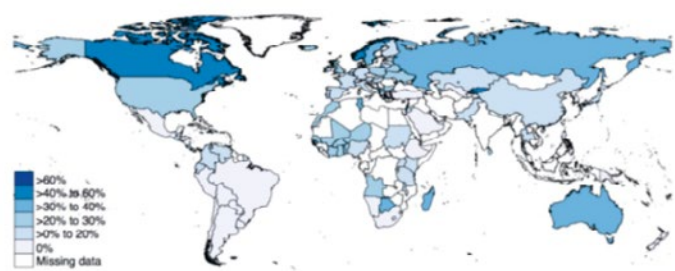 >60%
>40% to 60%
>30% to 40%
>20% to 30%
>0% to 20%
0%
Missing data